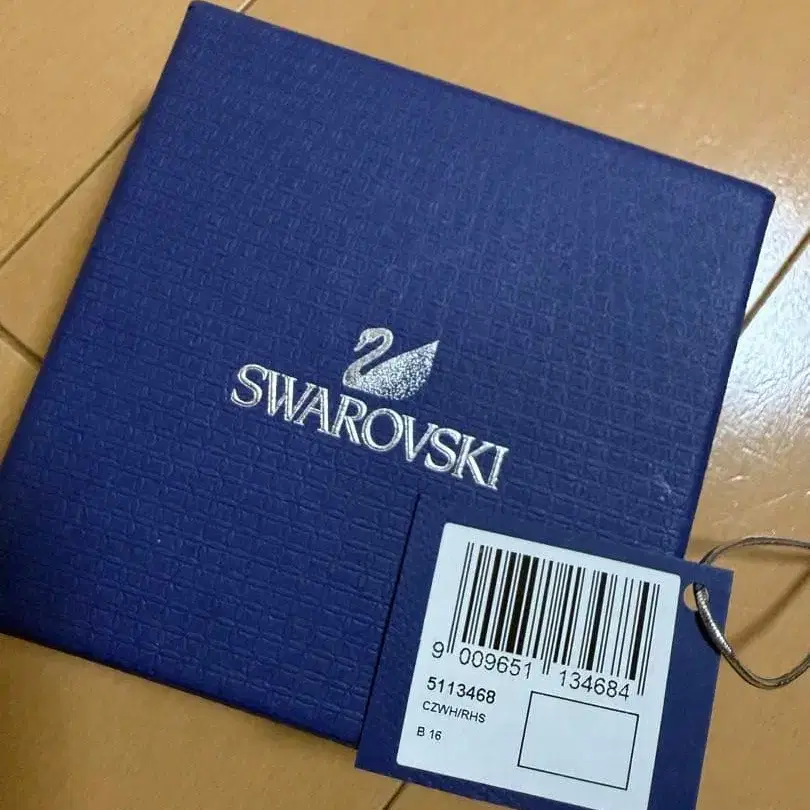 SWAROVSKI
9 009651 134684
5113468
CZWH/RHS
B 16